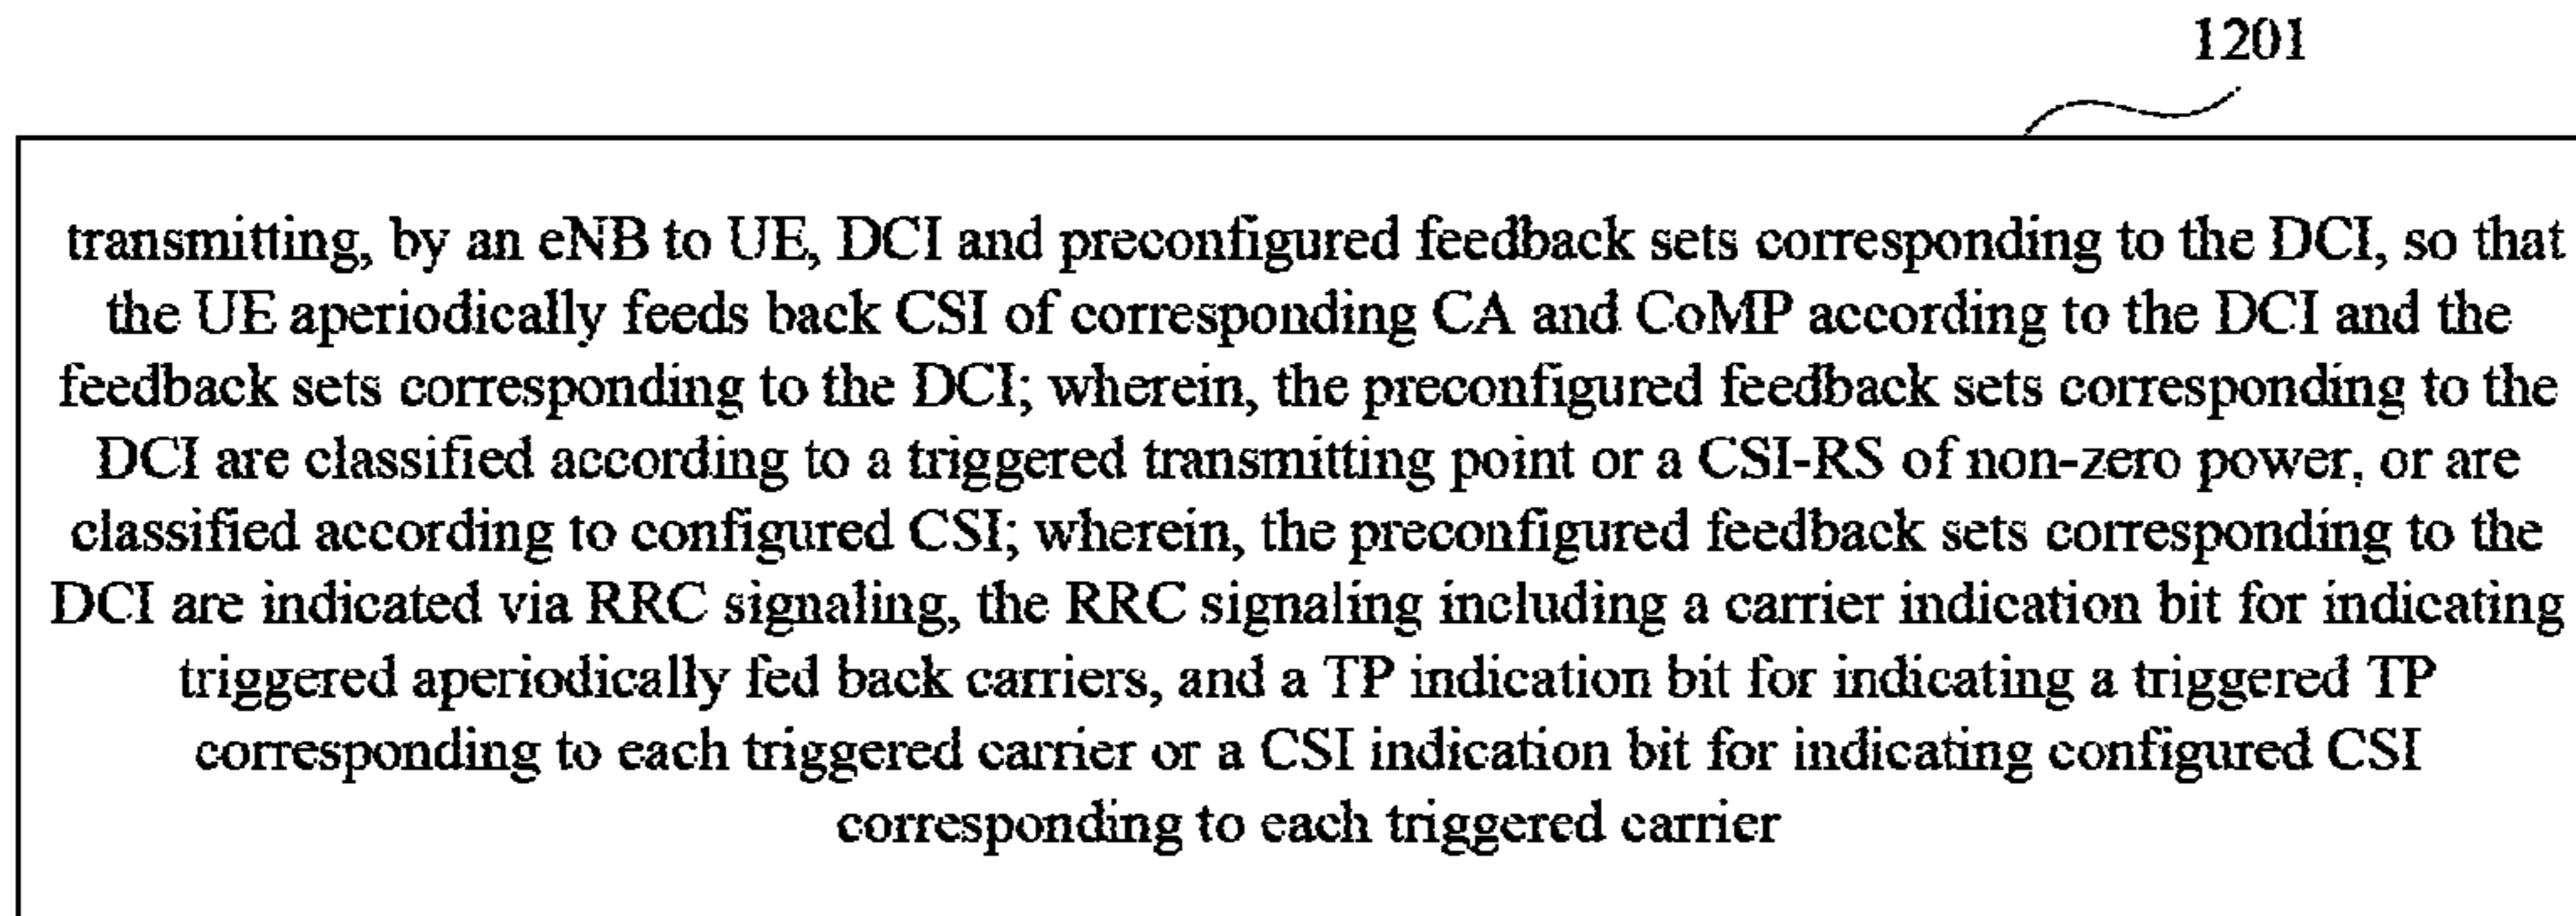 1201
transmitting, by an eNB to UE, DCI and preconfigured feedback sets corresponding to the DCI, so that
the UE aperiodically feeds back CSI of corresponding CA and CoMP according to the DCI and the
feedback sets corresponding to the DCI; wherein, the preconfigured feedback sets corresponding to the
DCI are classified according to a triggered transmitting point or a CSI-RS of non-zero power, or are
classified according to configured CSI; wherein, the preconfigured feedback sets corresponding to the
DCI are indicated via RRC signaling, the RRC signaling including a carrier indication bit for indicating
triggered aperiodically fed back carriers, and a TP indication bit for indicating a triggered TP
corresponding to each triggered carrier or a CSI indication bit for indicating configured CSI
corresponding to each triggered carrier